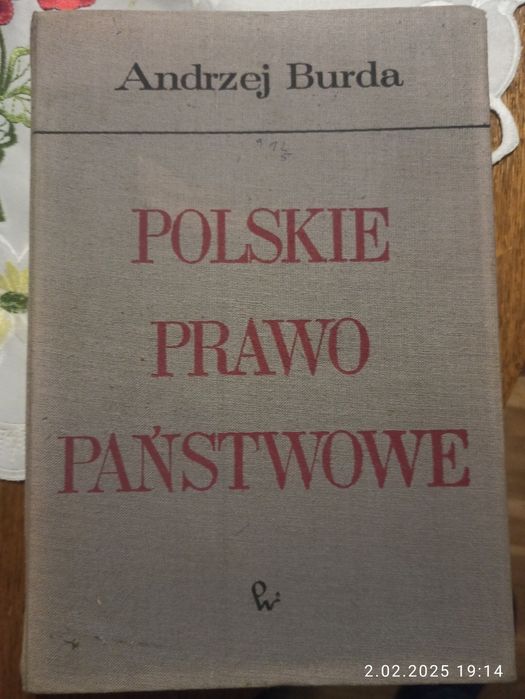 Andrzej Burda
POLSKIE
PRAWO
PAŃSTWOWE
2.02.2025 19:14